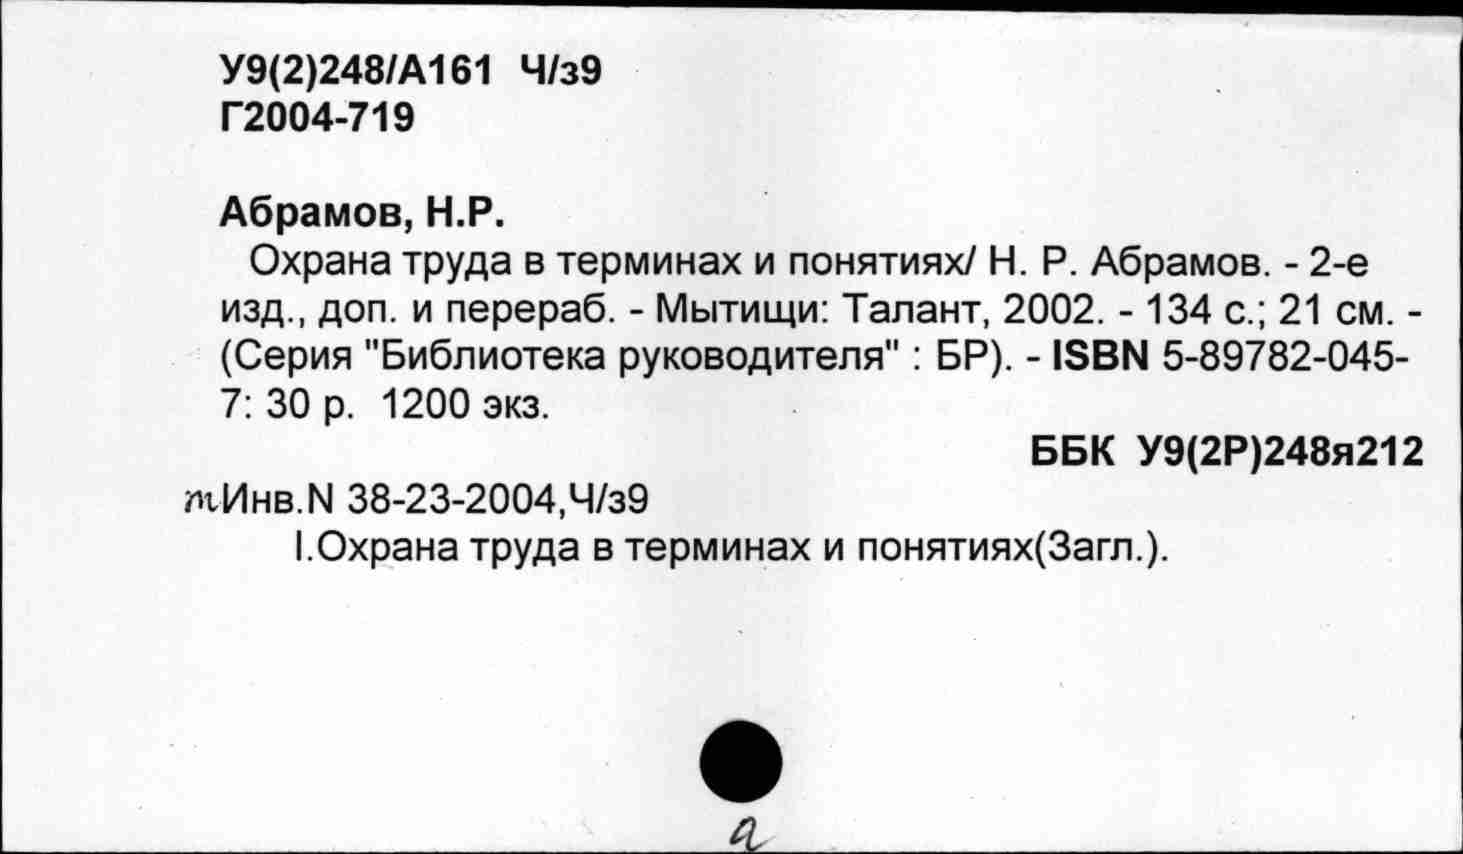 У9(2)248/А161 Ч/з9
Г2004-719
Абрамов, Н.Р.
Охрана труда в терминах и понятиях/ Н. Р. Абрамов. - 2-е
изд., доп. и перераб. - Мытищи: Талант, 2002. - 134 с.; 21 см. -
(Серия "Библиотека руководителя" : БР). - ISBN 5-89782-045-
7: 30 р. 1200 экз.
ББК У9(2Р)248я212
т Инв.N 38-23-2004,Ч/з9
I.Охрана труда в терминах и понятиях(Загл.).
а